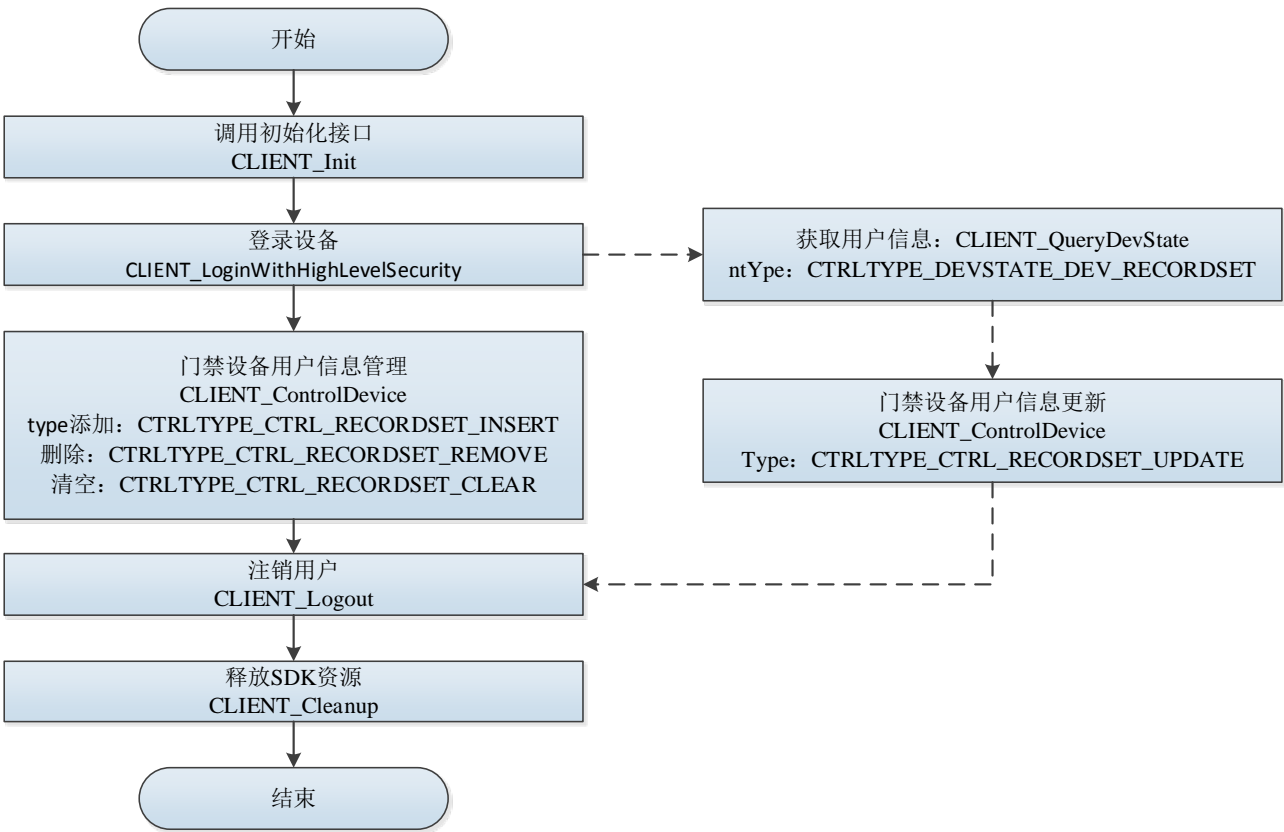 开始
调用初始化接口
CLIENT_Init
登录设备
CLIENT_LoginWithHighLevelSecurity
获取用户信息：CLIENT_QueryDevState
ntYpe：CTRLTYPE_DEVSTATE_DEV_RECORDSET
门禁设备用户信息管理
CLIENT_ControlDevice
type添加：CTRLTYPE_CTRL_RECORDSET_INSERT
删除：CTRLTYPE_CTRL_RECORDSET_REMOVE
清空：CTRLTYPE_CTRL_RECORDSET_CLEAR
门禁设备用户信息更新
CLIENT_ControlDevice
Type：CTRLTYPE_CTRL_RECORDSET_UPDATE
注销用户
CLIENT_Logout
释放SDK资源
CLIENT_Cleanup
结束